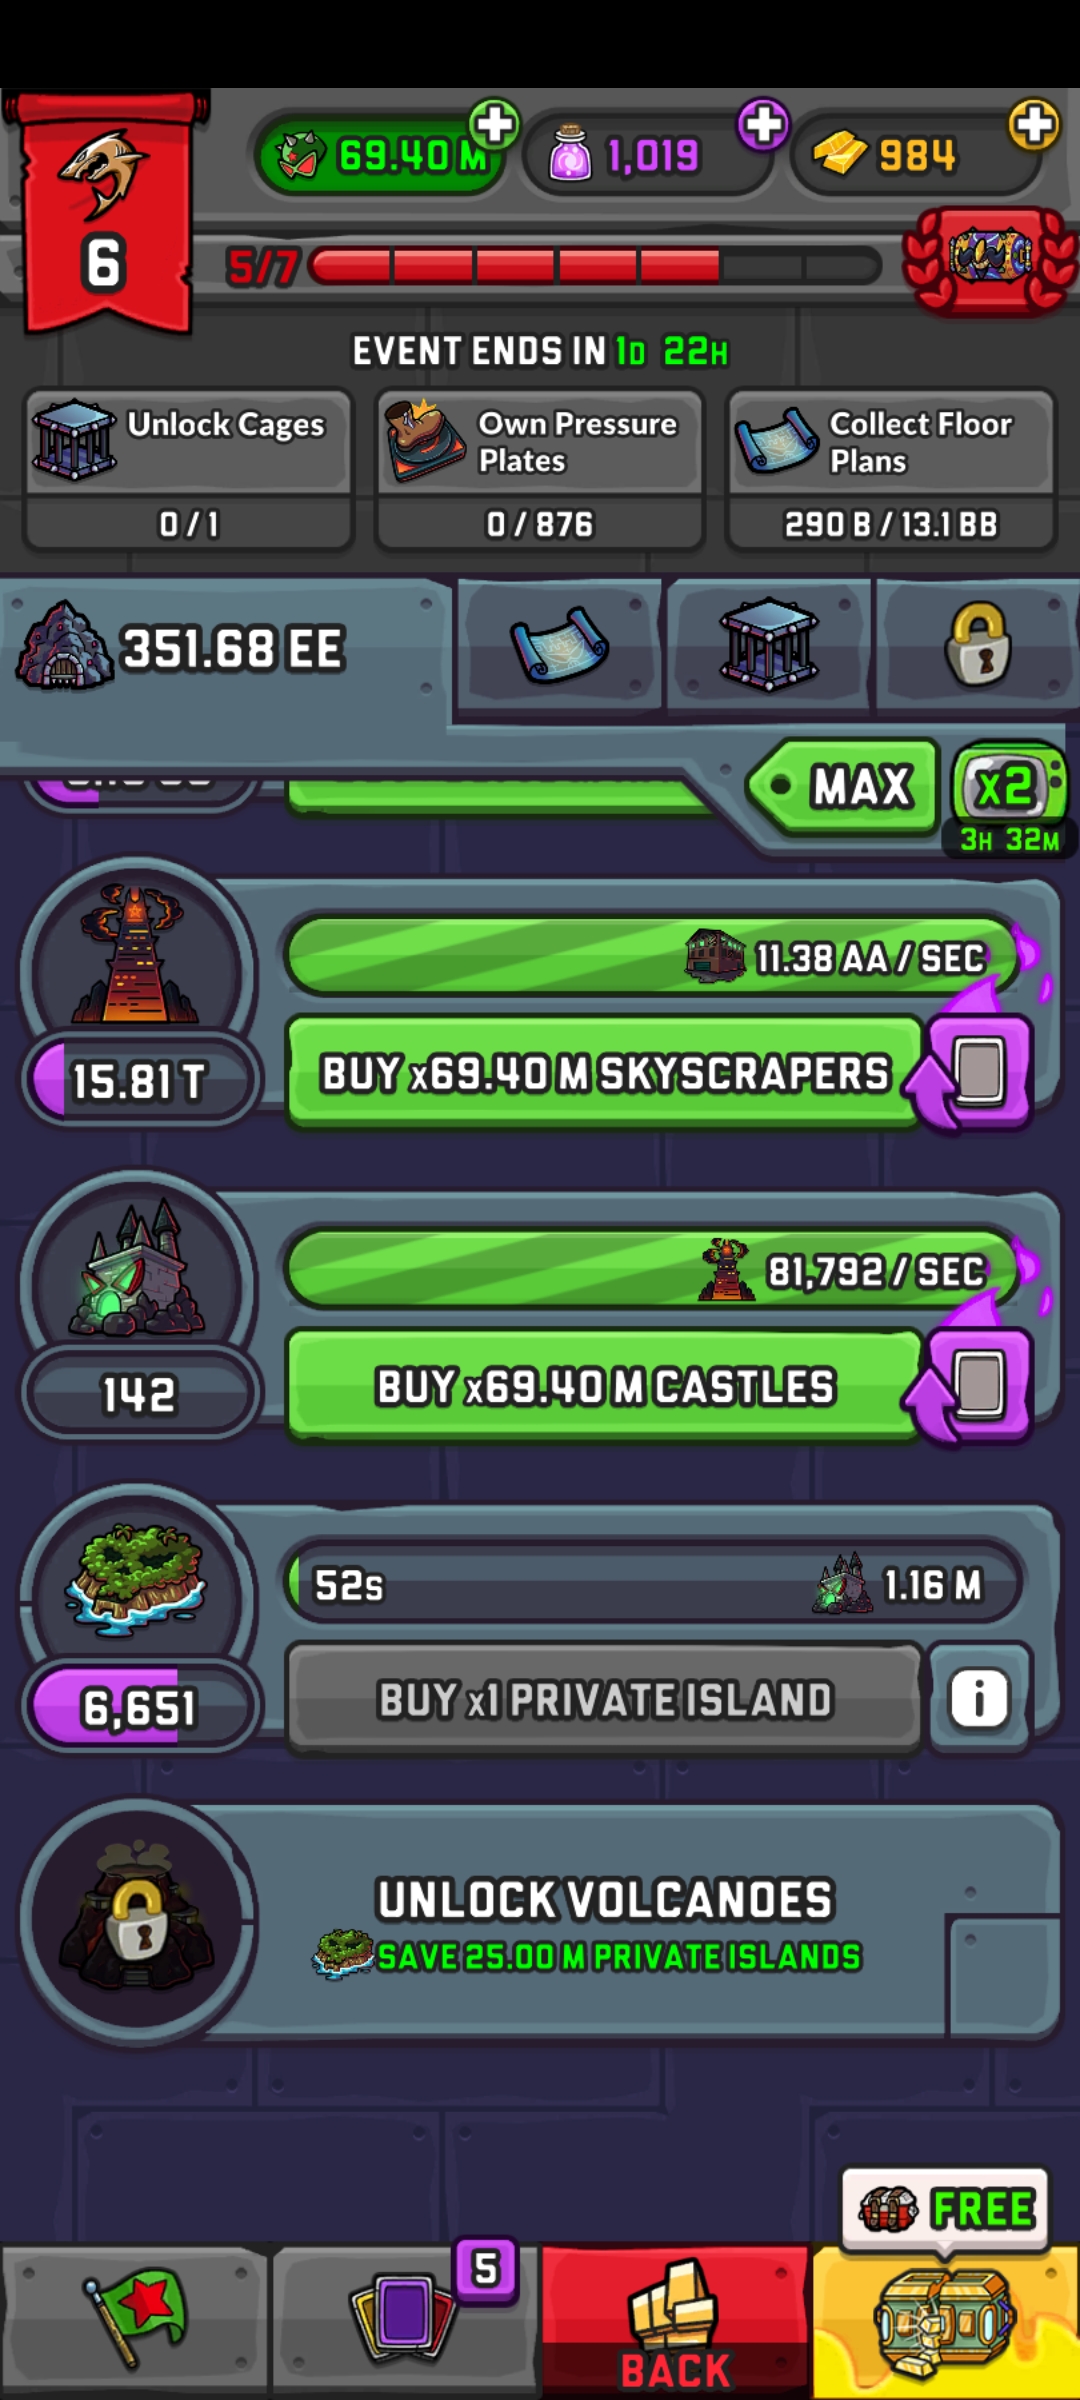 69.40 M
1,019
984
6
5/7
EVENT ENDS IN 1D 22H
Unlock Cages
0 / 1
Own Pressure
Plates
0 / 876
Collect Floor
Plans
290 B / 13.1 BB
351.68 EE
MAX
x2
3H 32M
11.38 AA / SEC
15.81 T
BUY x69.40 M SKYSCRAPERS
81,792 / SEC
142
BUY x69.40 M CASTLES
52s
1.16 M
6,651
BUY x1 PRIVATE ISLAND
i
UNLOCK VOLCANOES
SAVE 25.00 M PRIVATE ISLANDS
FREE
5
BACK